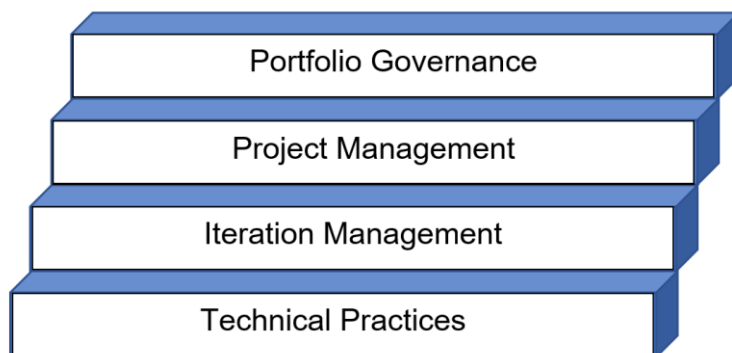 Portfolio Governance
Project Management
Iteration Management
Technical Practices